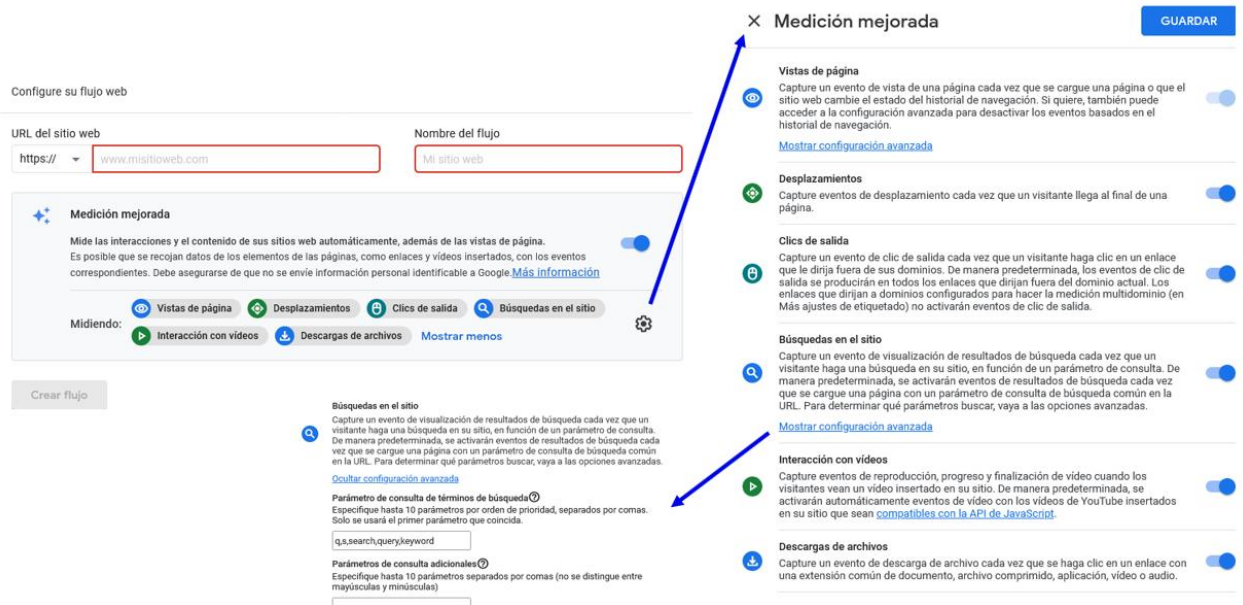 Configure su flujo web
URL del sitio web
Nombre del flujo
https://
www.misitioweb.com
Mi sitio web
Medición mejorada
Mide las interacciones y el contenido de sus sitios web automáticamente, además de las vistas de página.
Es posible que se recojan datos de los elementos de las páginas, como enlaces y vídeos insertados, con los eventos
correspondientes. Debe asegurarse de que no se envíe información personal identificable a Google.Más información
Midiendo:
Vistas de página
Desplazamientos
Clics de salida
Búsquedas en el sitio
Interacción con vídeos
Descargas de archivos
Mostrar menos
Crear flujo
Búsquedas en el sitio
Capture un evento de visualización de resultados de búsqueda cada vez que un
visitante haga una búsqueda en su sitio, en función de un parámetro de consulta.
De manera predeterminada, se activarán eventos de resultados de búsqueda cada
vez que se cargue una página con un parámetro de consulta de búsqueda común
en la URL. Para determinar qué parámetros buscar, vaya a las opciones avanzadas.
Ocultar configuración avanzada
Parámetro de consulta de términos de búsqueda
Especifique hasta 10 parámetros por orden de prioridad, separados por comas.
Solo se usará el primer parámetro que coincida.
q,s,search,query,keyword
Parámetros de consulta adicionales
Especifique hasta 10 parámetros separados por comas (no se distingue entre
mayúsculas y minúsculas)
Medición mejorada
GUARDAR
Vistas de página
Capture un evento de vista de una página cada vez que se cargue una página o que el
sitio web cambie el estado del historial de navegación. Si quiere, también puede
acceder a la configuración avanzada para desactivar los eventos basados en el
historial de navegación.
Mostrar configuración avanzada
Desplazamientos
Capture eventos de desplazamiento cada vez que un visitante llega al final de una
página.
Clics de salida
Capture un evento de clic de salida cada vez que un visitante haga clic en un enlace
que le dirija fuera de sus dominios. De manera predeterminada, los eventos de clic de
salida se producirán en todos los enlaces que dirijan fuera del dominio actual. Los
enlaces que dirijan a dominios configurados para hacer la medición multidominio (en
Más ajustes de etiquetado) no activarán eventos de clic de salida.
Búsquedas en el sitio
Capture un evento de visualización de resultados de búsqueda cada vez que un
visitante haga una búsqueda en su sitio, en función de un parámetro de consulta. De
manera predeterminada, se activarán eventos de resultados de búsqueda cada vez
que se cargue una página con un parámetro de consulta de búsqueda común en la
URL. Para determinar qué parámetros buscar, vaya a las opciones avanzadas.
Mostrar configuración avanzada
Interacción con vídeos
Capture eventos de reproducción, progreso y finalización de vídeo cuando los
visitantes vean un vídeo insertado en su sitio. De manera predeterminada, se
activarán automáticamente eventos de vídeo con los vídeos de YouTube insertados
en su sitio que sean compatibles con la API de JavaScript.
Descargas de archivos
Capture un evento de descarga de archivo cada vez que se haga clic en un enlace con
una extensión común de documento, archivo comprimido, aplicación, vídeo o audio.